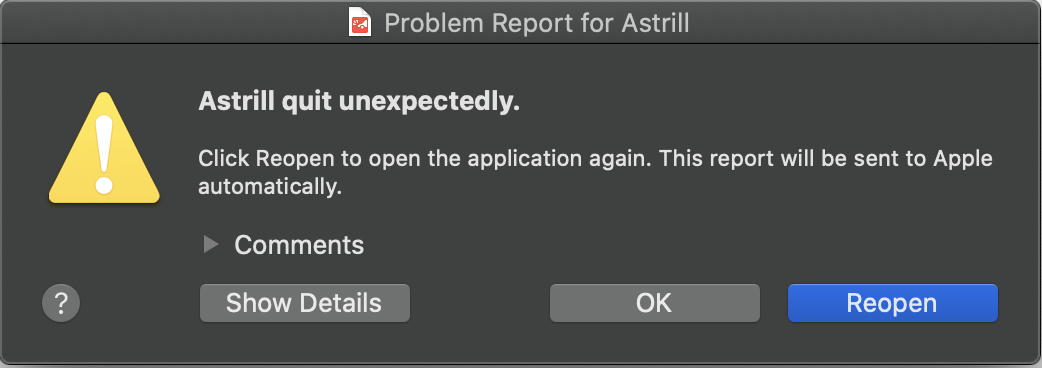 Problem Report for Astrill
Astrill quit unexpectedly.
Click Reopen to open the application again. This report will be sent to Apple
automatically.
Comments
? Show Details OK Reopen